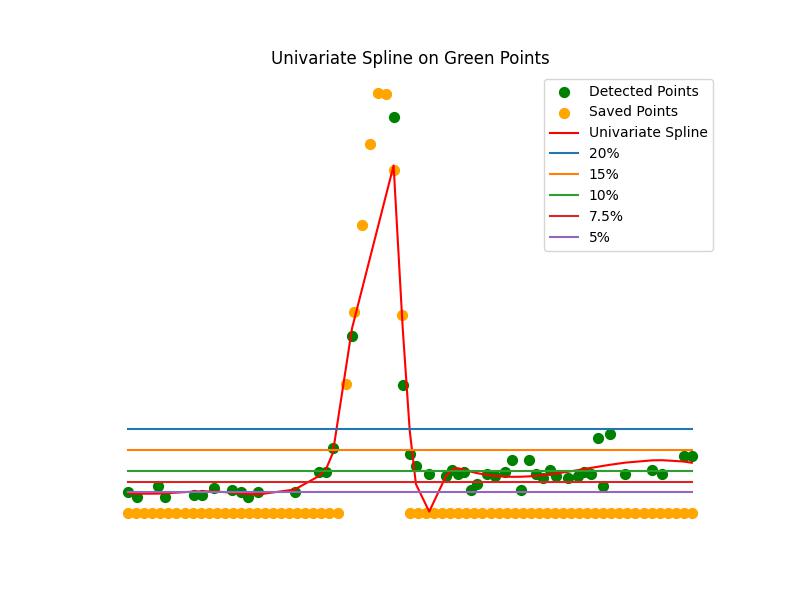 Univariate Spline on Green Points
Detected Points
Saved Points
Univariate Spline
20%
15%
10%
7.5%
5%